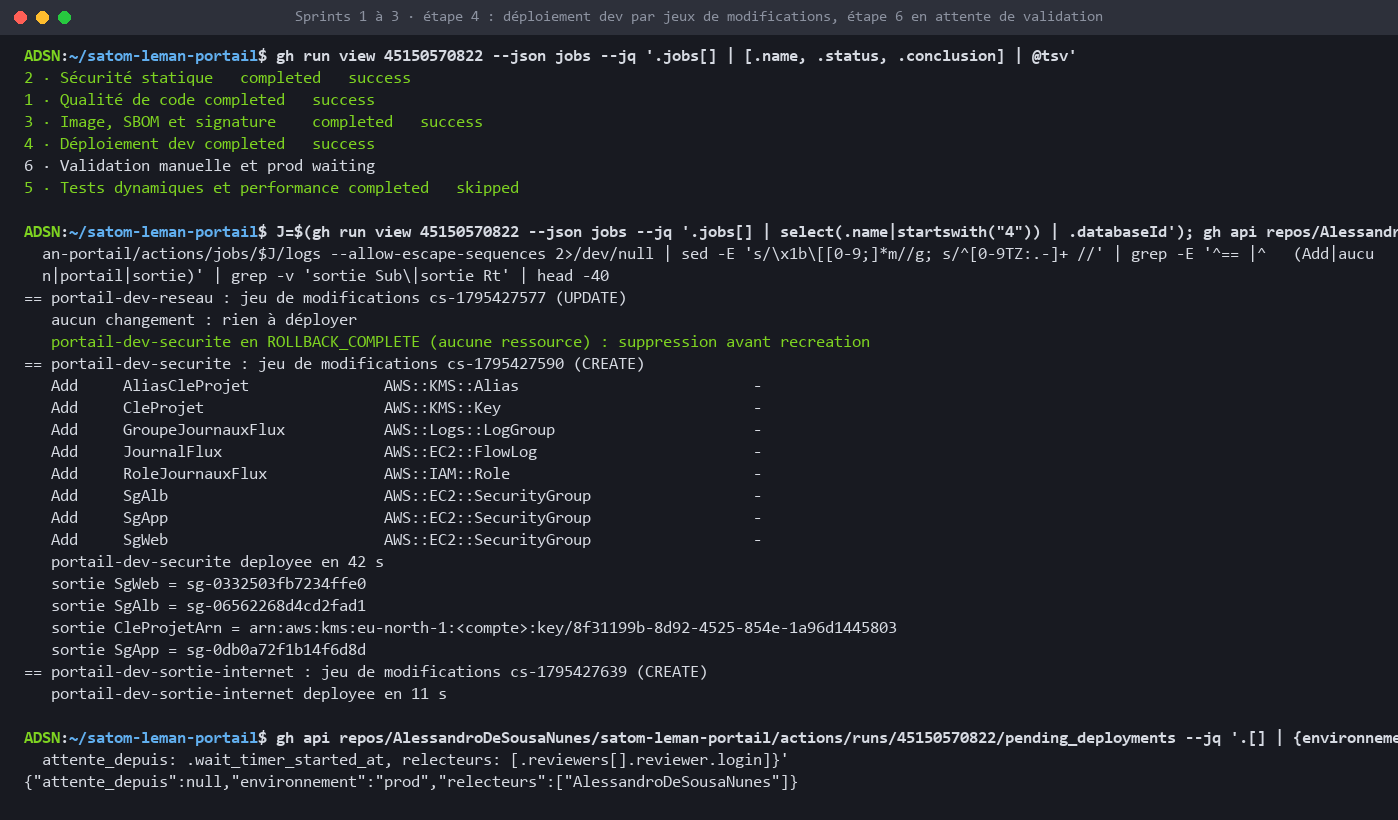 Sprints 1 à 3 · étape 4 : déploiement dev par jeux de modifications, étape 6 en attente de validation
ADSN:~/satom-leman-portail$ gh run view 45150570822 --json jobs --jq '.jobs[] | [.name, .status, .conclusion] | @tsv'
2 · Sécurité statique   completed   success
1 · Qualité de code completed   success
3 · Image, SBOM et signature    completed   success
4 · Déploiement dev completed   success
6 · Validation manuelle et prod waiting
5 · Tests dynamiques et performance completed   skipped
ADSN:~/satom-leman-portail$ J=$(gh run view 45150570822 --json jobs --jq '.jobs[] | select(.name|startswith("4")) | .databaseId'); gh api repos/Alessandr
an-portail/actions/jobs/$J/logs --allow-escape-sequences 2>/dev/null | sed -E 's/\x1b\[[0-9;]*m//g; s/^[0-9TZ:.-]+ //' | grep -E '^== |^   (Add|aucu
n|portail|sortie)' | grep -v 'sortie Sub\|sortie Rt' | head -40
== portail-dev-reseau : jeu de modifications cs-1795427577 (UPDATE)
aucun changement : rien à déployer
portail-dev-securite en ROLLBACK_COMPLETE (aucune ressource) : suppression avant recreation
== portail-dev-securite : jeu de modifications cs-1795427590 (CREATE)
Add     AliasCleProjet               AWS::KMS::Alias                          -
Add     CleProjet                    AWS::KMS::Key                            -
Add     GroupeJournauxFlux           AWS::Logs::LogGroup                      -
Add     JournalFlux                  AWS::EC2::FlowLog                        -
Add     RoleJournauxFlux             AWS::IAM::Role                           -
Add     SgAlb                        AWS::EC2::SecurityGroup                  -
Add     SgApp                        AWS::EC2::SecurityGroup                  -
Add     SgWeb                        AWS::EC2::SecurityGroup                  -
portail-dev-securite deployee en 42 s
sortie SgWeb = sg-0332503fb7234ffe0
sortie SgAlb = sg-06562268d4cd2fad1
sortie CleProjetArn = arn:aws:kms:eu-north-1:<compte>:key/8f31199b-8d92-4525-854e-1a96d1445803
sortie SgApp = sg-0db0a72f1b14f6d8d
== portail-dev-sortie-internet : jeu de modifications cs-1795427639 (CREATE)
portail-dev-sortie-internet deployee en 11 s
ADSN:~/satom-leman-portail$ gh api repos/AlessandroDeSousaNunes/satom-leman-portail/actions/runs/45150570822/pending_deployments --jq '.[] | {environneme
attente_depuis: .wait_timer_started_at, relecteurs: [.reviewers[].reviewer.login]}'
{"attente_depuis":null,"environnement":"prod","relecteurs":["AlessandroDeSousaNunes"]}